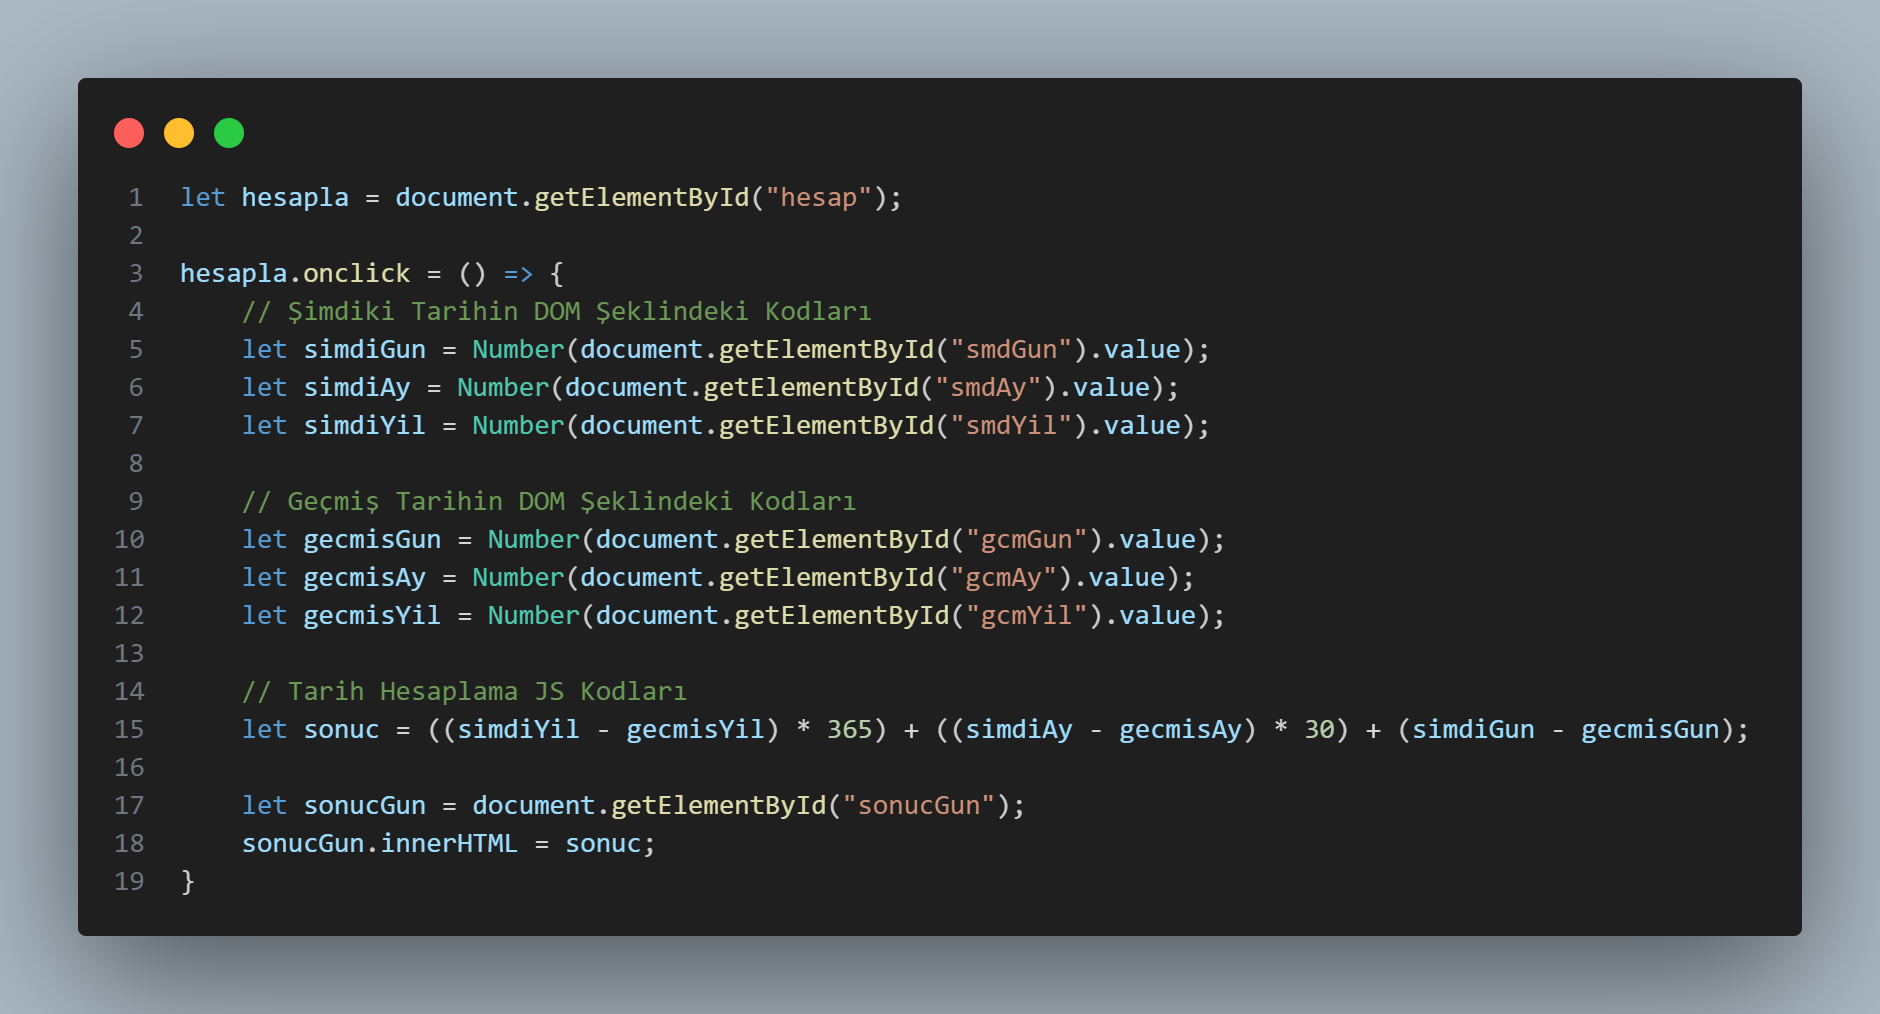 1 let hesapla = document.getElementById("hesap");
2
3 hesapla.onclick = () => {
4     // Şimdiki Tarihin DOM Şeklindeki Kodları
5     let simdiGun = Number(document.getElementById("smdGun").value);
6     let simdiAy = Number(document.getElementById("smdAy").value);
7     let simdiYil = Number(document.getElementById("smdYil").value);
8
9     // Geçmiş Tarihin DOM Şeklindeki Kodları
10     let gecmisGun = Number(document.getElementById("gcmGun").value);
11     let gecmisAy = Number(document.getElementById("gcmAy").value);
12     let gecmisYil = Number(document.getElementById("gcmYil").value);
13
14     // Tarih Hesaplama JS Kodları
15     let sonuc = ((simdiYil - gecmisYil) * 365) + ((simdiAy - gecmisAy) * 30) + (simdiGun - gecmisGun);
16
17     let sonucGun = document.getElementById("sonucGun");
18     sonucGun.innerHTML = sonuc;
19 }